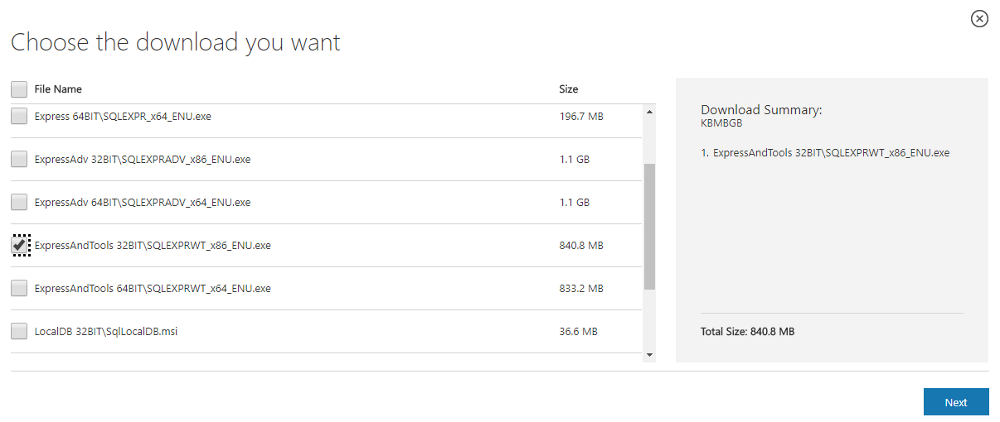 Choose the download you want
File Name Size
Express 64BIT\SQLEXPR_x64_ENU.exe 196.7 MB
ExpressAdv 32BIT\SQLEXPRADV_x86_ENU.exe 1.1 GB
ExpressAdv 64BIT\SQLEXPRADV_x64_ENU.exe 1.1 GB
ExpressAndTools 32BIT\SQLEXPRWT_x86_ENU.exe 840.8 MB
ExpressAndTools 64BIT\SQLEXPRWT_x64_ENU.exe 833.2 MB
LocalDB 32BIT\SqlLocalDB.msi 36.6 MB
Download Summary:
KBMBGB
1. ExpressAndTools 32BIT\SQLEXPRWT_x86_ENU.exe
Total Size: 840.8 MB
Next